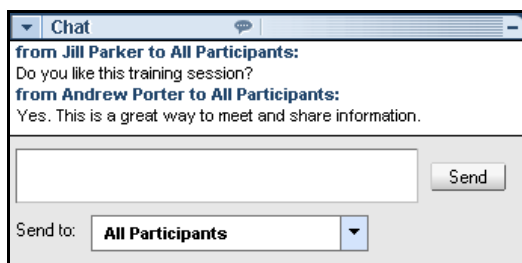 Chat
from Jill Parker to All Participants:
Do you like this training session?
from Andrew Porter to All Participants:
Yes. This is a great way to meet and share information.
Send
Send to: All Participants